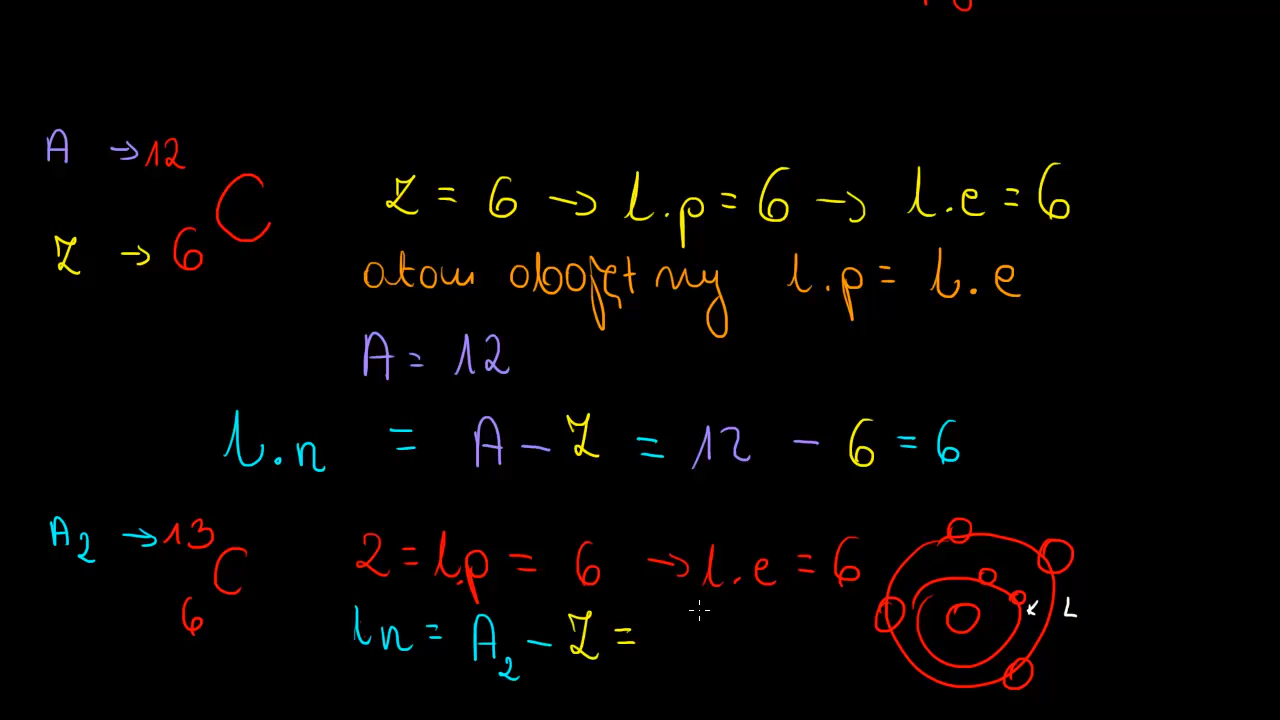 A → 12
C
Z → 6
Z = 6 → l.p = 6 → l.e = 6
atom obojętny l.p = l.e
A = 12
l.n = A - Z = 12 - 6 = 6
A2 → 13
C
6
Z = l.p = 6 → l.e = 6
ln = A2 - Z =
K L